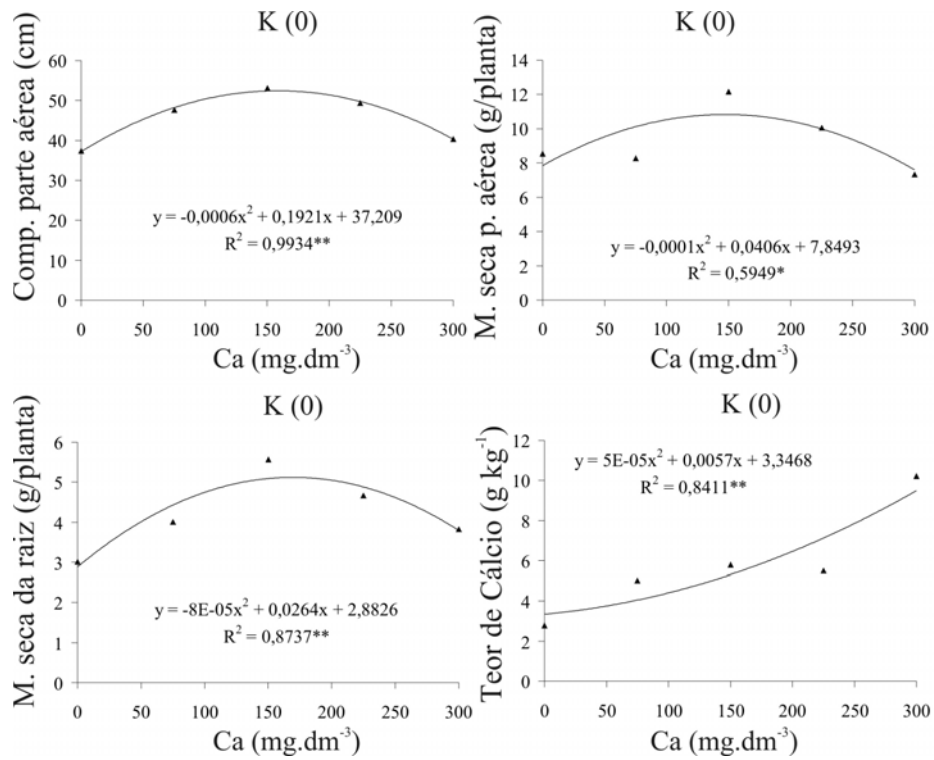 K (0)
Comp. parte aérea (cm)
60
50
40
30
20
10
0
y = -0,0006x² + 0,1921x + 37,209
R² = 0,9934**
0 50 100 150 200 250 300
Ca (mg.dm⁻³)
K (0)
M. seca p. aérea (g/planta)
14
12
10
8
6
4
2
0
y = -0,0001x² + 0,0406x + 7,8493
R² = 0,5949*
0 50 100 150 200 250 300
Ca (mg.dm⁻³)
K (0)
M. seca da raiz (g/planta)
6
5
4
3
2
1
0
y = -8E-05x² + 0,0264x + 2,8826
R² = 0,8737**
0 50 100 150 200 250 300
Ca (mg.dm⁻³)
K (0)
Teor de Cálcio (g kg⁻¹)
12
10
8
6
4
2
0
y = 5E-05x² + 0,0057x + 3,3468
R² = 0,8411**
0 50 100 150 200 250 300
Ca (mg.dm⁻³)